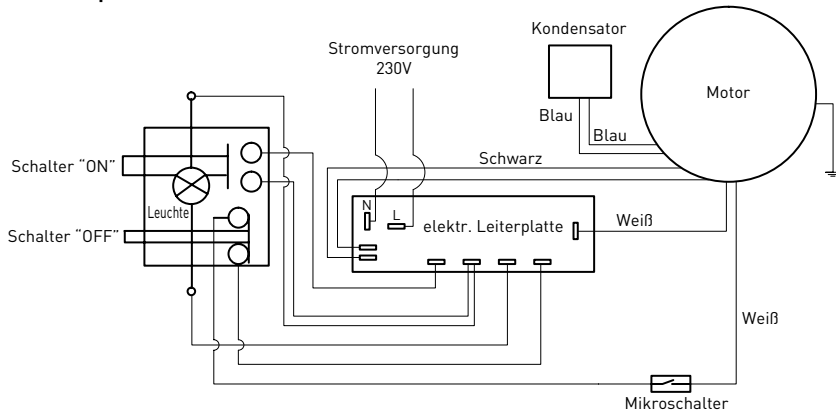 Kondensator
Stromversorgung
230V
Motor
Blau
Blau
Schwarz
Schalter “ON”
Leuchte
N
L
elektr. Leiterplatte
Weiß
Schalter “OFF”
Weiß
Mikroschalter